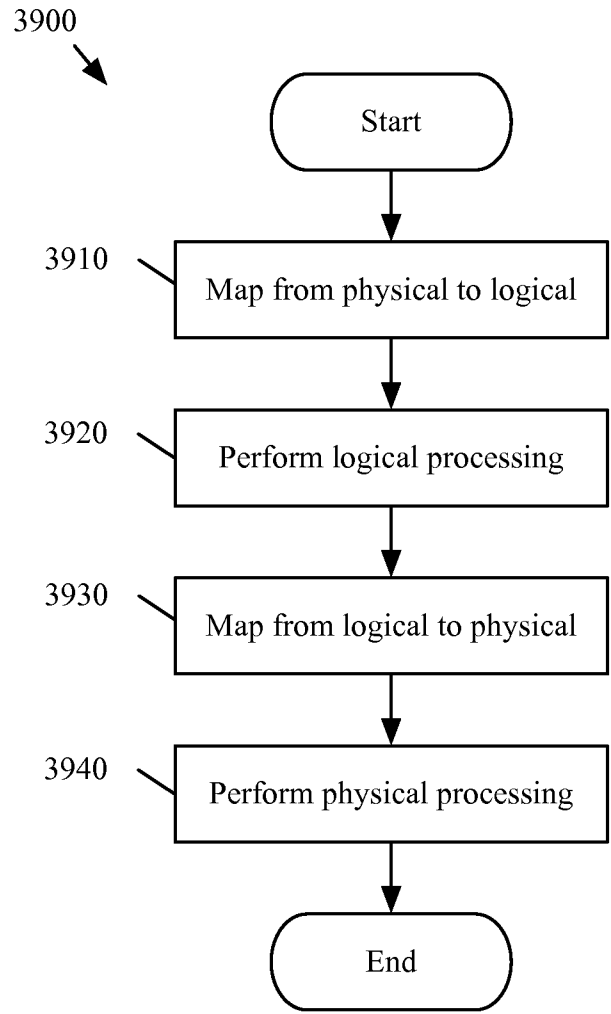 3900
Start
3910
Map from physical to logical
3920
Perform logical processing
3930
Map from logical to physical
3940
Perform physical processing
End